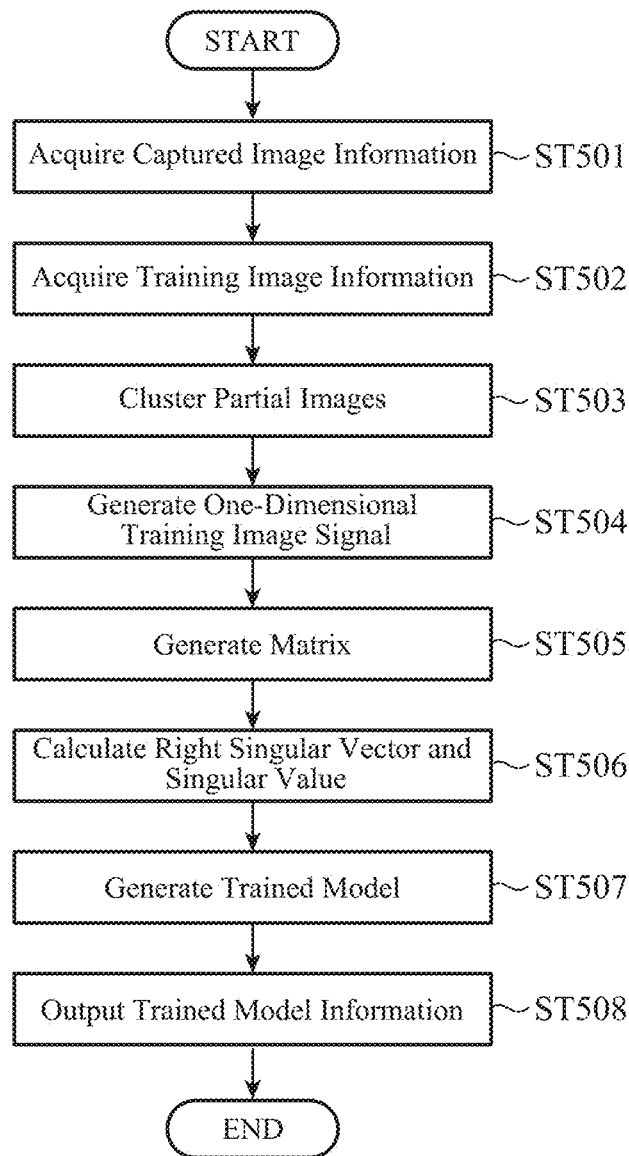 START
Acquire Captured Image Information
ST501
Acquire Training Image Information
ST502
Cluster Partial Images
ST503
Generate One-Dimensional
Training Image Signal
ST504
Generate Matrix
ST505
Calculate Right Singular Vector and
Singular Value
ST506
Generate Trained Model
ST507
Output Trained Model Information
ST508
END